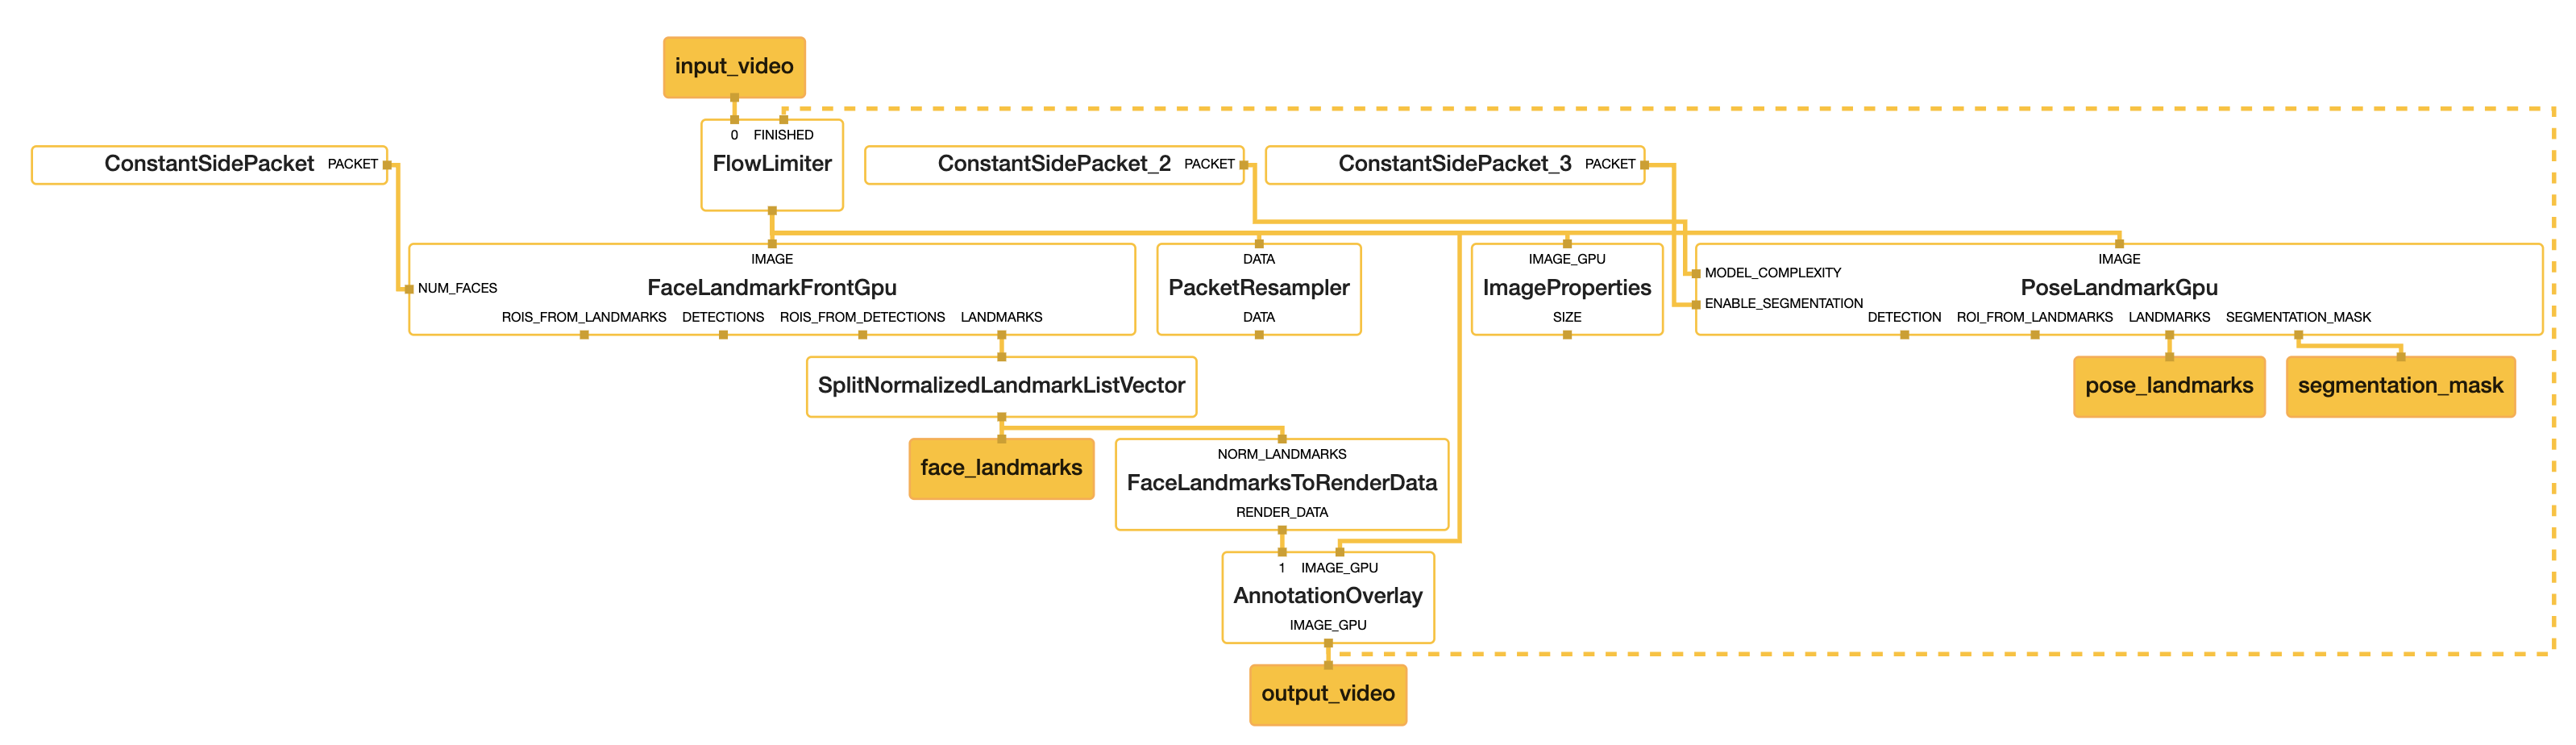 input_video
0 FINISHED
FlowLimiter
ConstantSidePacket PACKET
ConstantSidePacket_2 PACKET
ConstantSidePacket_3 PACKET
IMAGE
NUM_FACES
FaceLandmarkFrontGpu
ROIS_FROM_LANDMARKS DETECTIONS ROIS_FROM_DETECTIONS LANDMARKS
DATA
PacketResampler
DATA
IMAGE_GPU
ImageProperties
SIZE
IMAGE
MODEL_COMPLEXITY
PoseLandmarkGpu
ENABLE_SEGMENTATION
DETECTION ROI_FROM_LANDMARKS LANDMARKS SEGMENTATION_MASK
SplitNormalizedLandmarkListVector
pose_landmarks
segmentation_mask
face_landmarks
NORM_LANDMARKS
FaceLandmarksToRenderData
RENDER_DATA
1 IMAGE_GPU
AnnotationOverlay
IMAGE_GPU
output_video